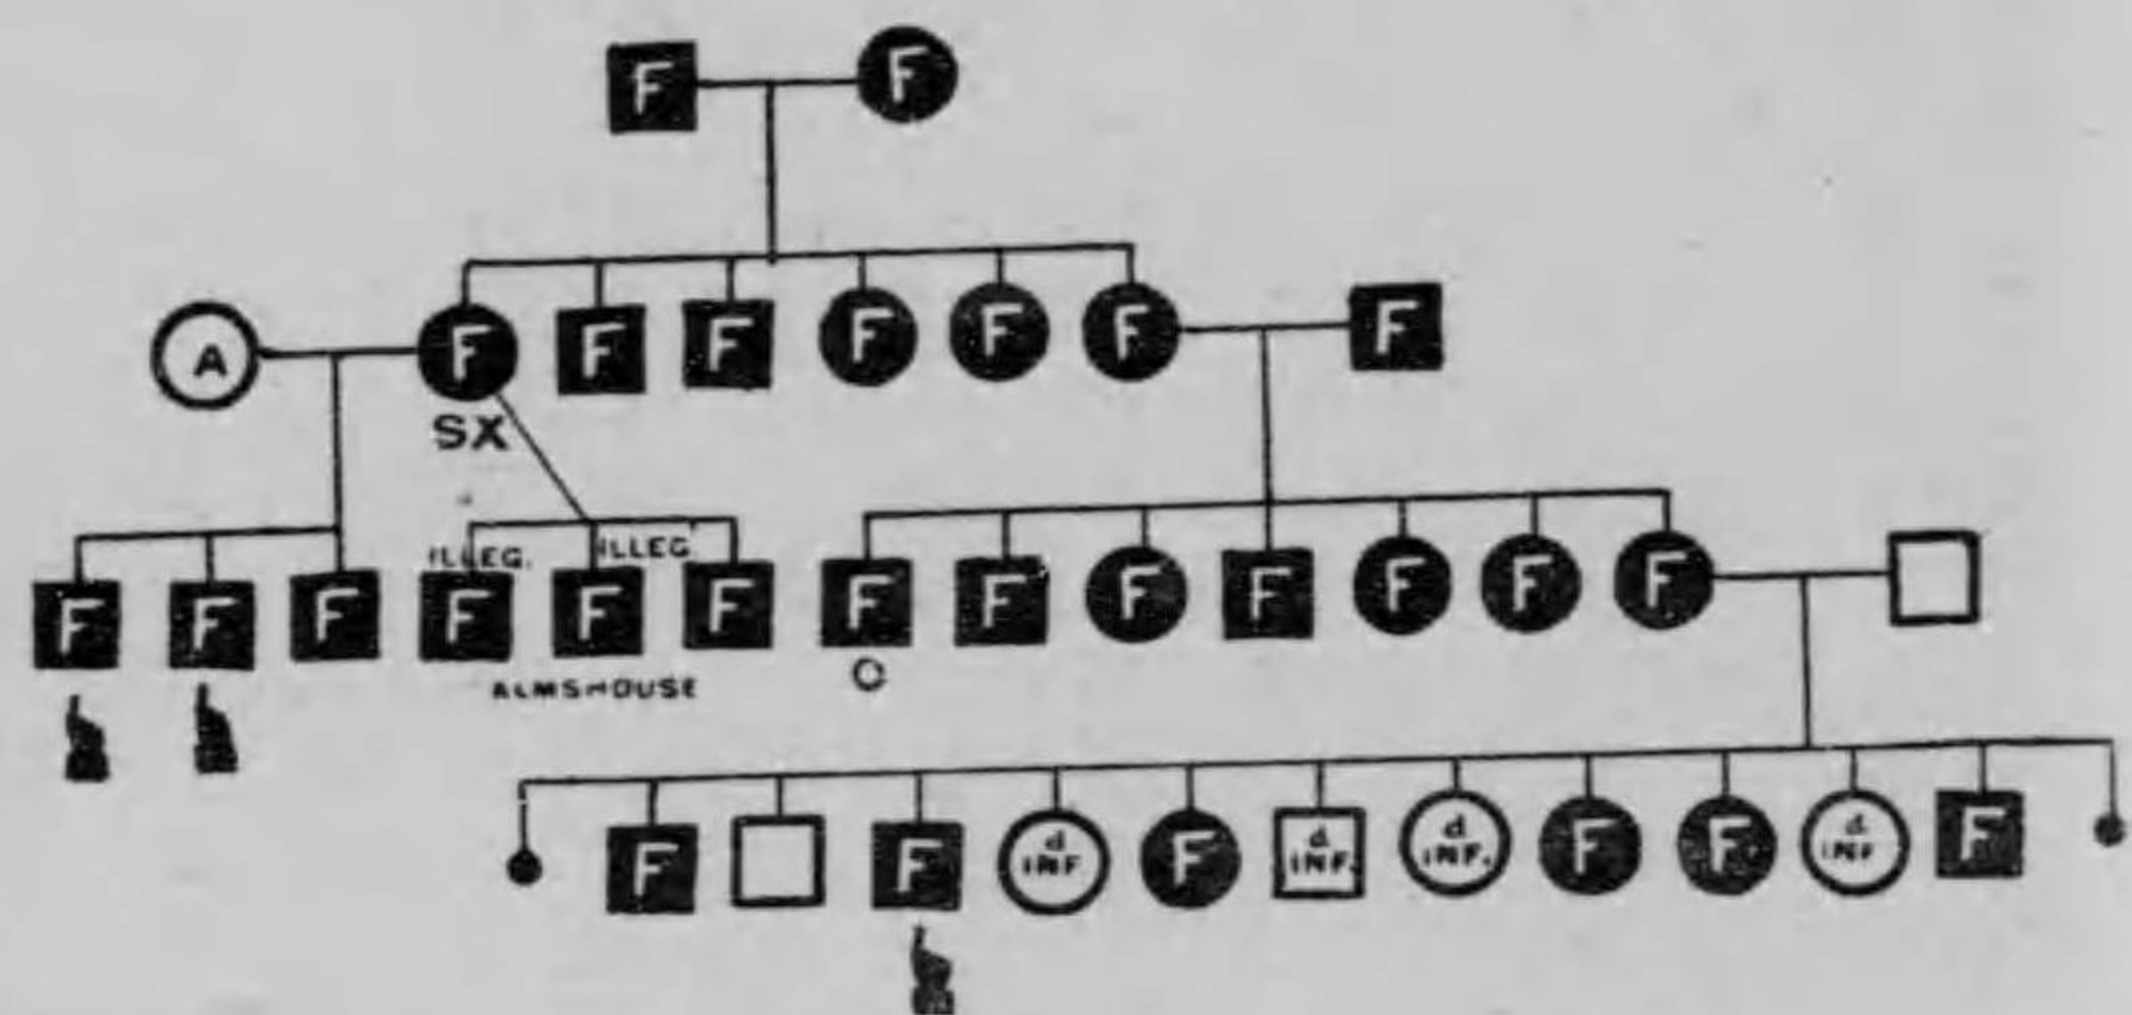 F F
A F F F F F F F
SX
ILLEG. ILLEG.
F F F F F F F F F F F F F
ALMSHOUSE
F F d INF. F d INF. d INF. F F d INF F